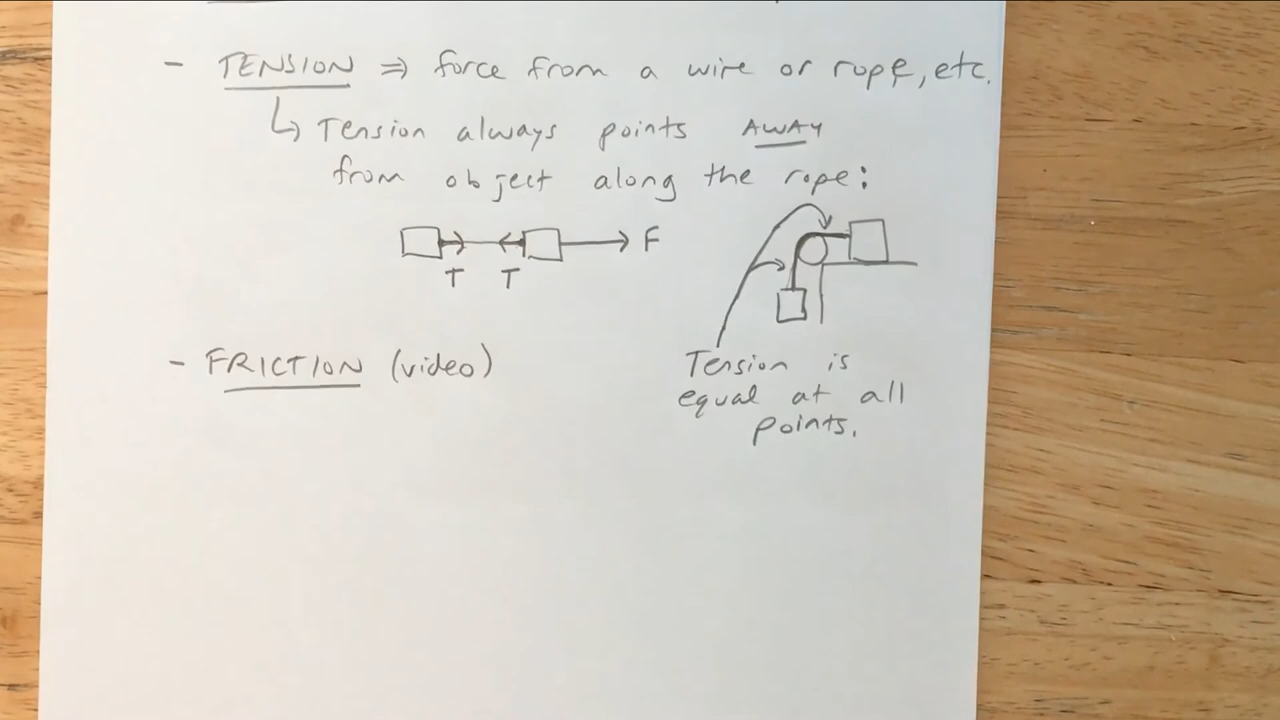 - TENSION ⇒ force from a wire or rope, etc.
↳ Tension always points AWAY
from object along the rope:
F
T T
- FRICTION (video)
Tension is
equal at all
points.